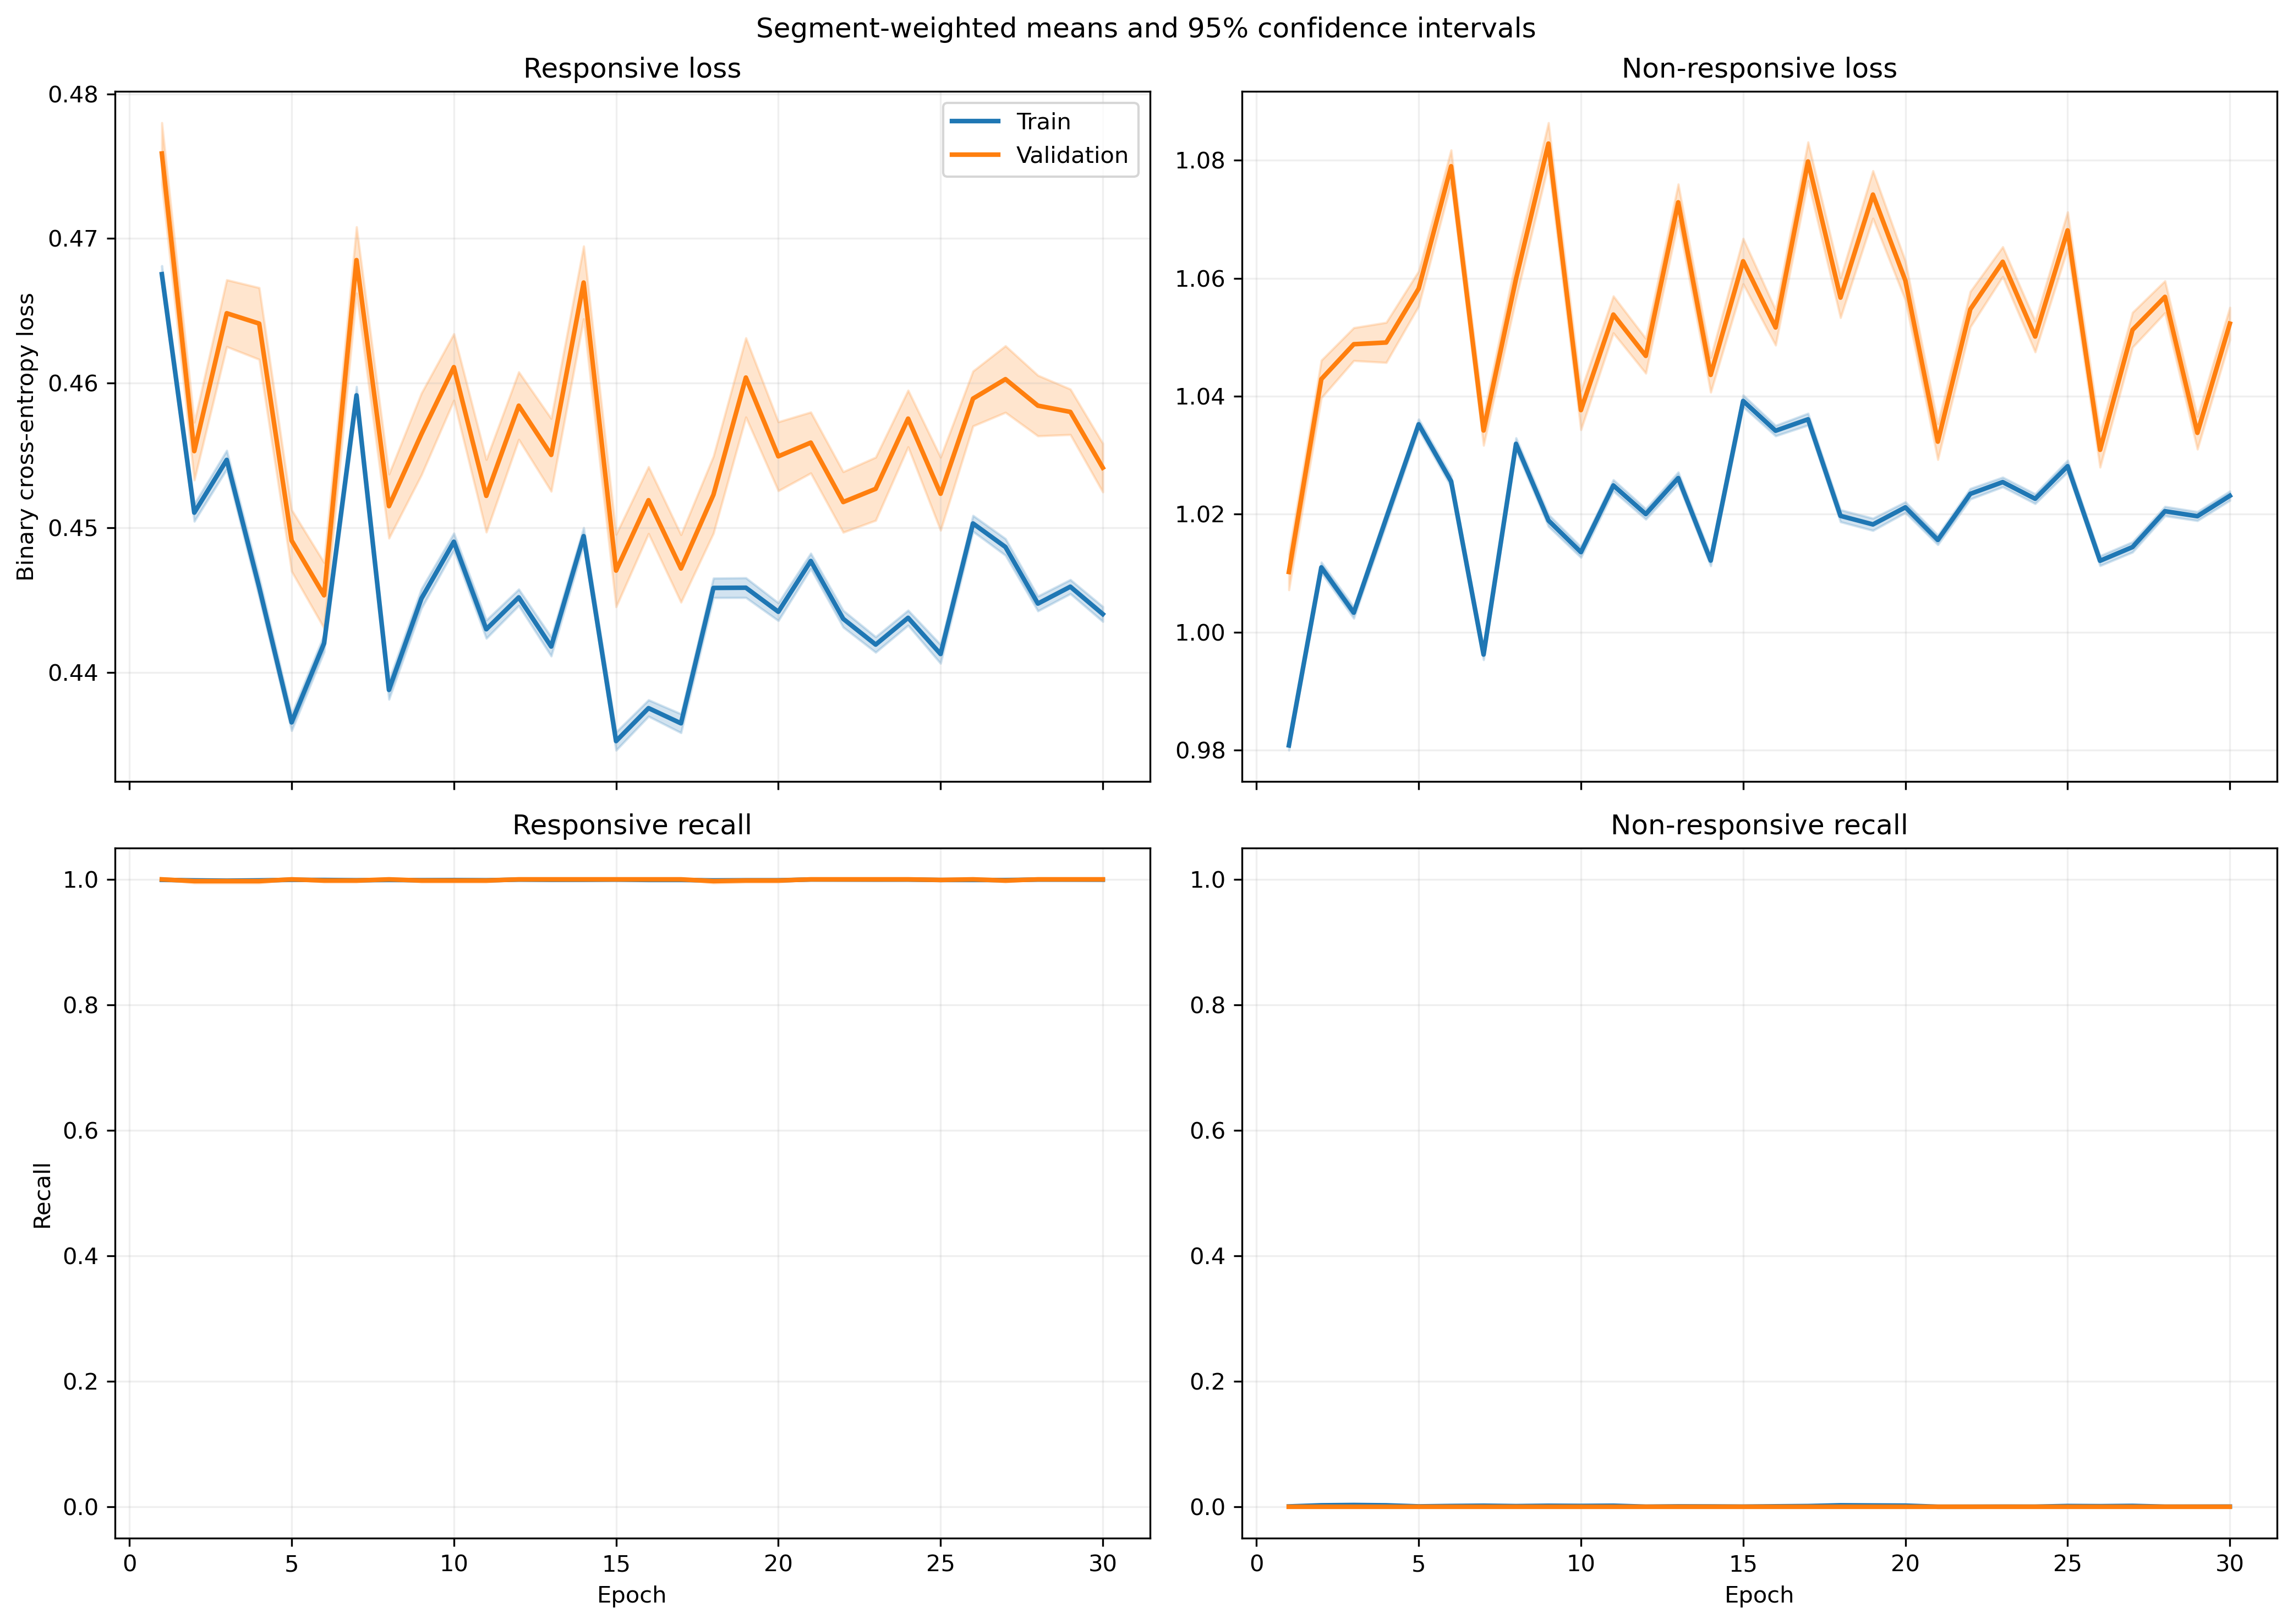 Segment-weighted means and 95% confidence intervals
Responsive loss
Non-responsive loss
0.48
0.47
0.46
0.45
0.44
Binary cross-entropy loss
Train
Validation
1.08
1.06
1.04
1.02
1.00
0.98
Responsive recall
Non-responsive recall
1.0
0.8
0.6
0.4
0.2
0.0
Recall
1.0
0.8
0.6
0.4
0.2
0.0
0 5 10 15 20 25 30
Epoch
0 5 10 15 20 25 30
Epoch